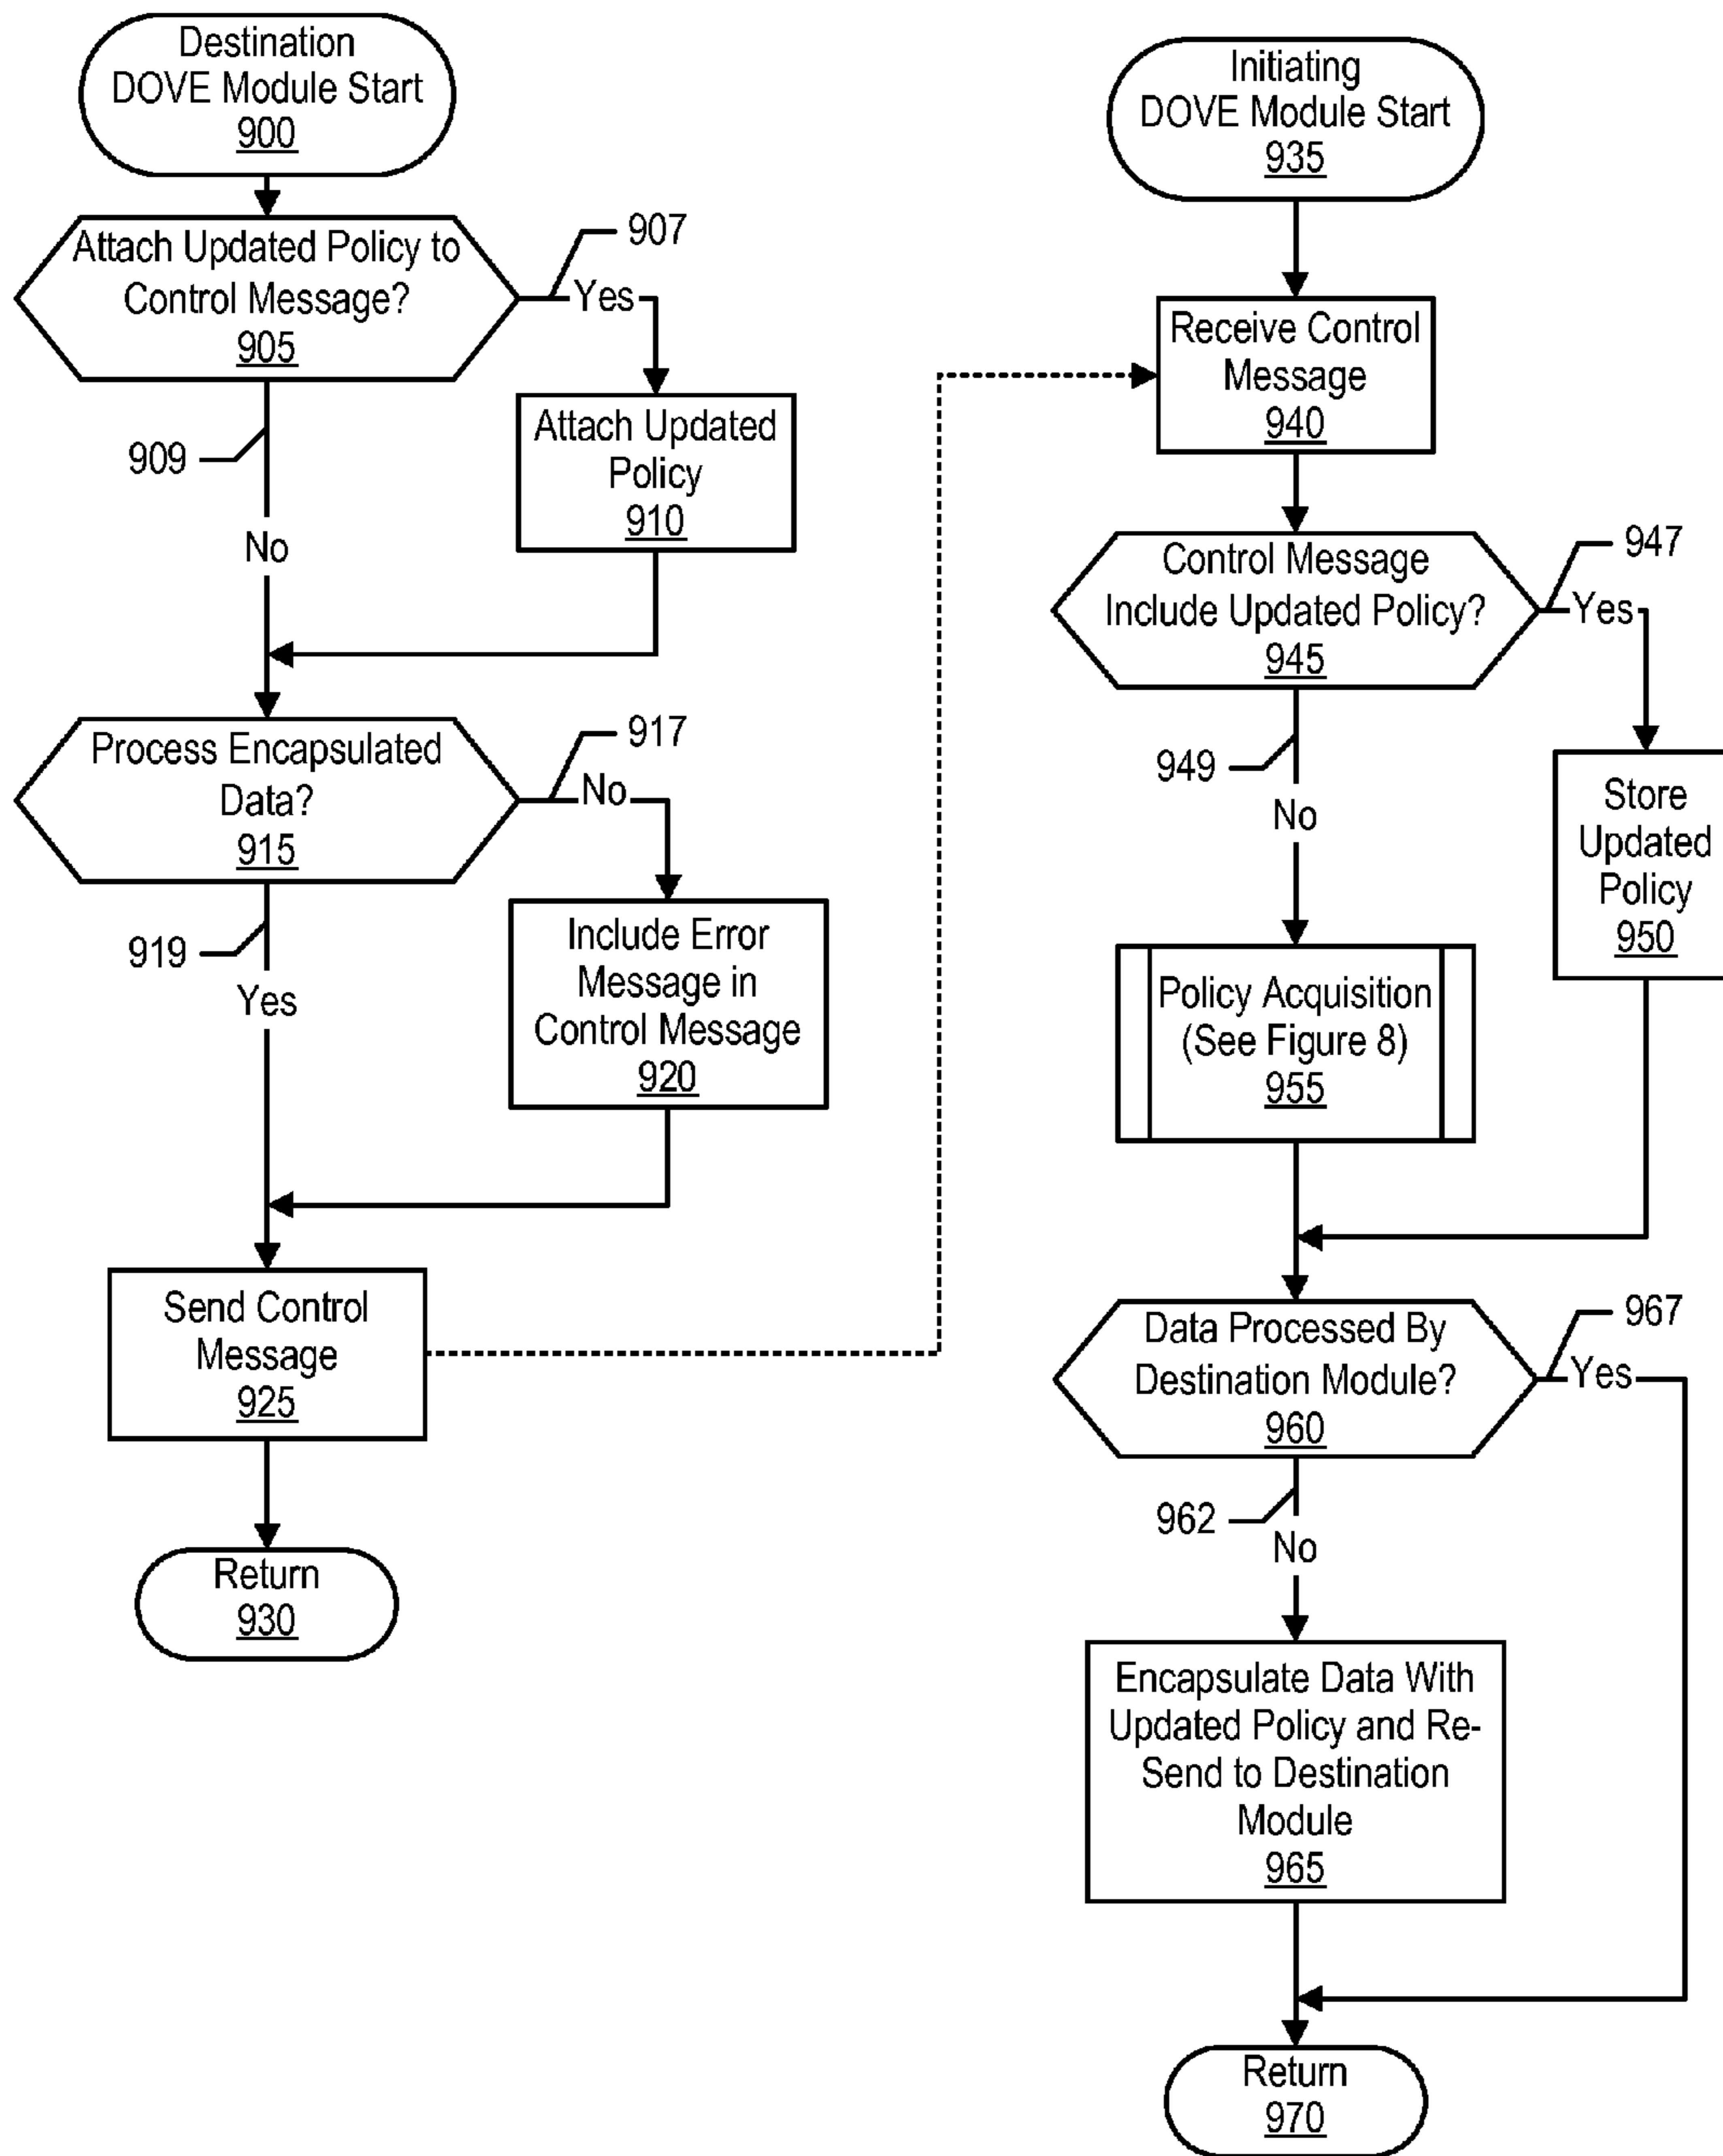 Destination
DOVE Module Start
900
Attach Updated Policy to
Control Message?
905
907
Yes
Attach Updated
Policy
910
909
No
Process Encapsulated
Data?
915
917
No
Include Error
Message in
Control Message
920
919
Yes
Send Control
Message
925
Return
930
Initiating
DOVE Module Start
935
Receive Control
Message
940
Control Message
Include Updated Policy?
945
947
Yes
Store
Updated
Policy
950
949
No
Policy Acquisition
(See Figure 8)
955
Data Processed By
Destination Module?
960
967
Yes
962
No
Encapsulate Data With
Updated Policy and Re-
Send to Destination
Module
965
Return
970